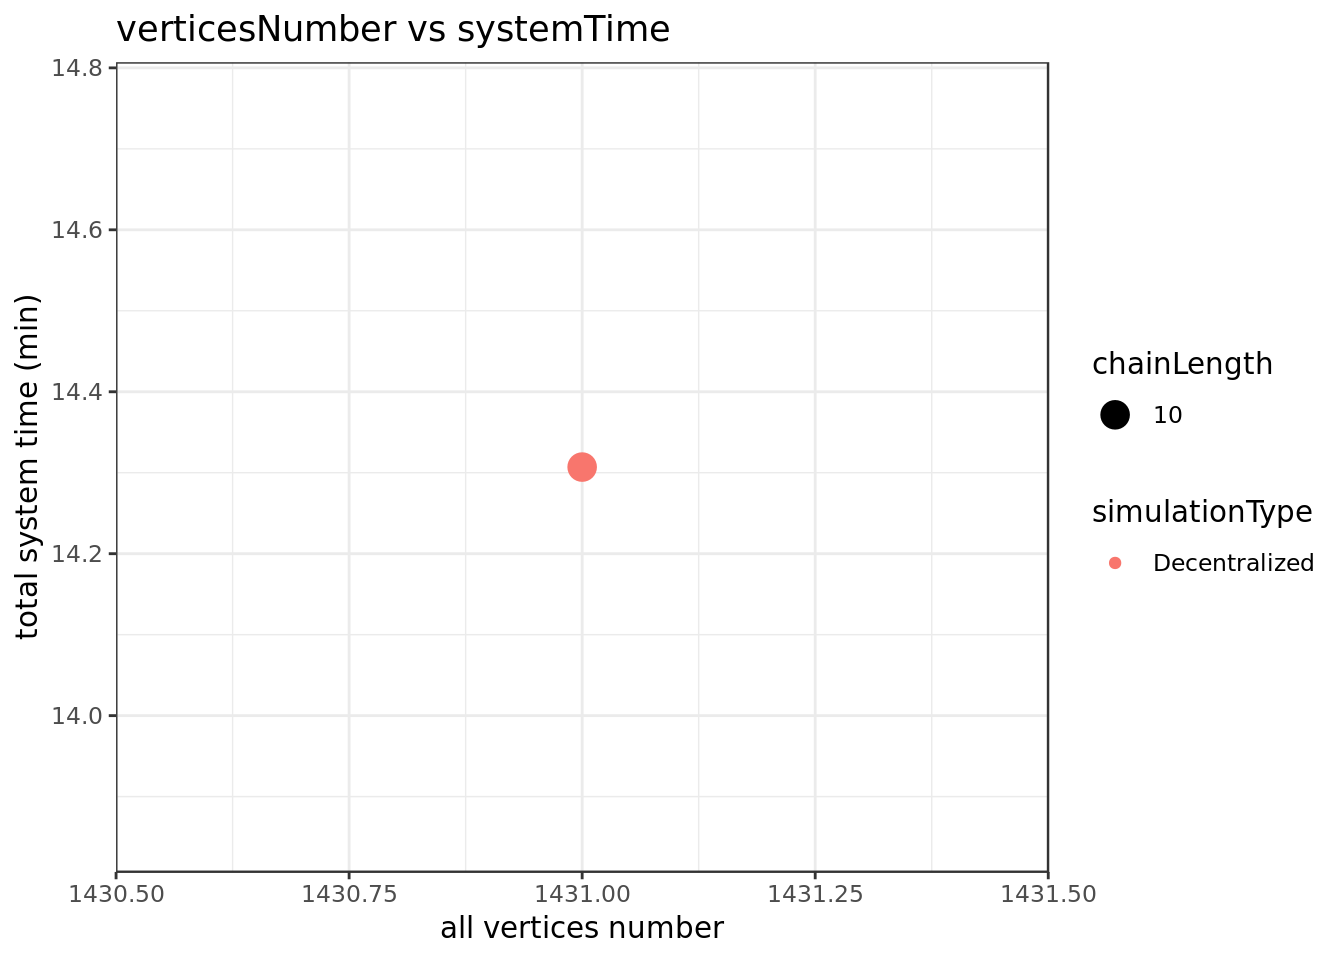 verticesNumber vs systemTime
14.8
14.6
14.4
14.2
14.0
total system time (min)
1430.50
1430.75
1431.00
1431.25
1431.50
all vertices number
chainLength
10
simulationType
Decentralized